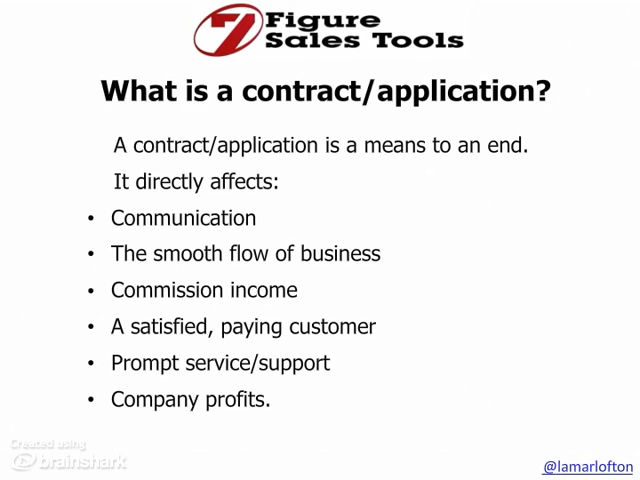 7 Figure
Sales Tools
What is a contract/application?
A contract/application is a means to an end.
It directly affects:
• Communication
• The smooth flow of business
• Commission income
• A satisfied, paying customer
• Prompt service/support
• Company profits.
Created using
brainshark
@lamarlofton